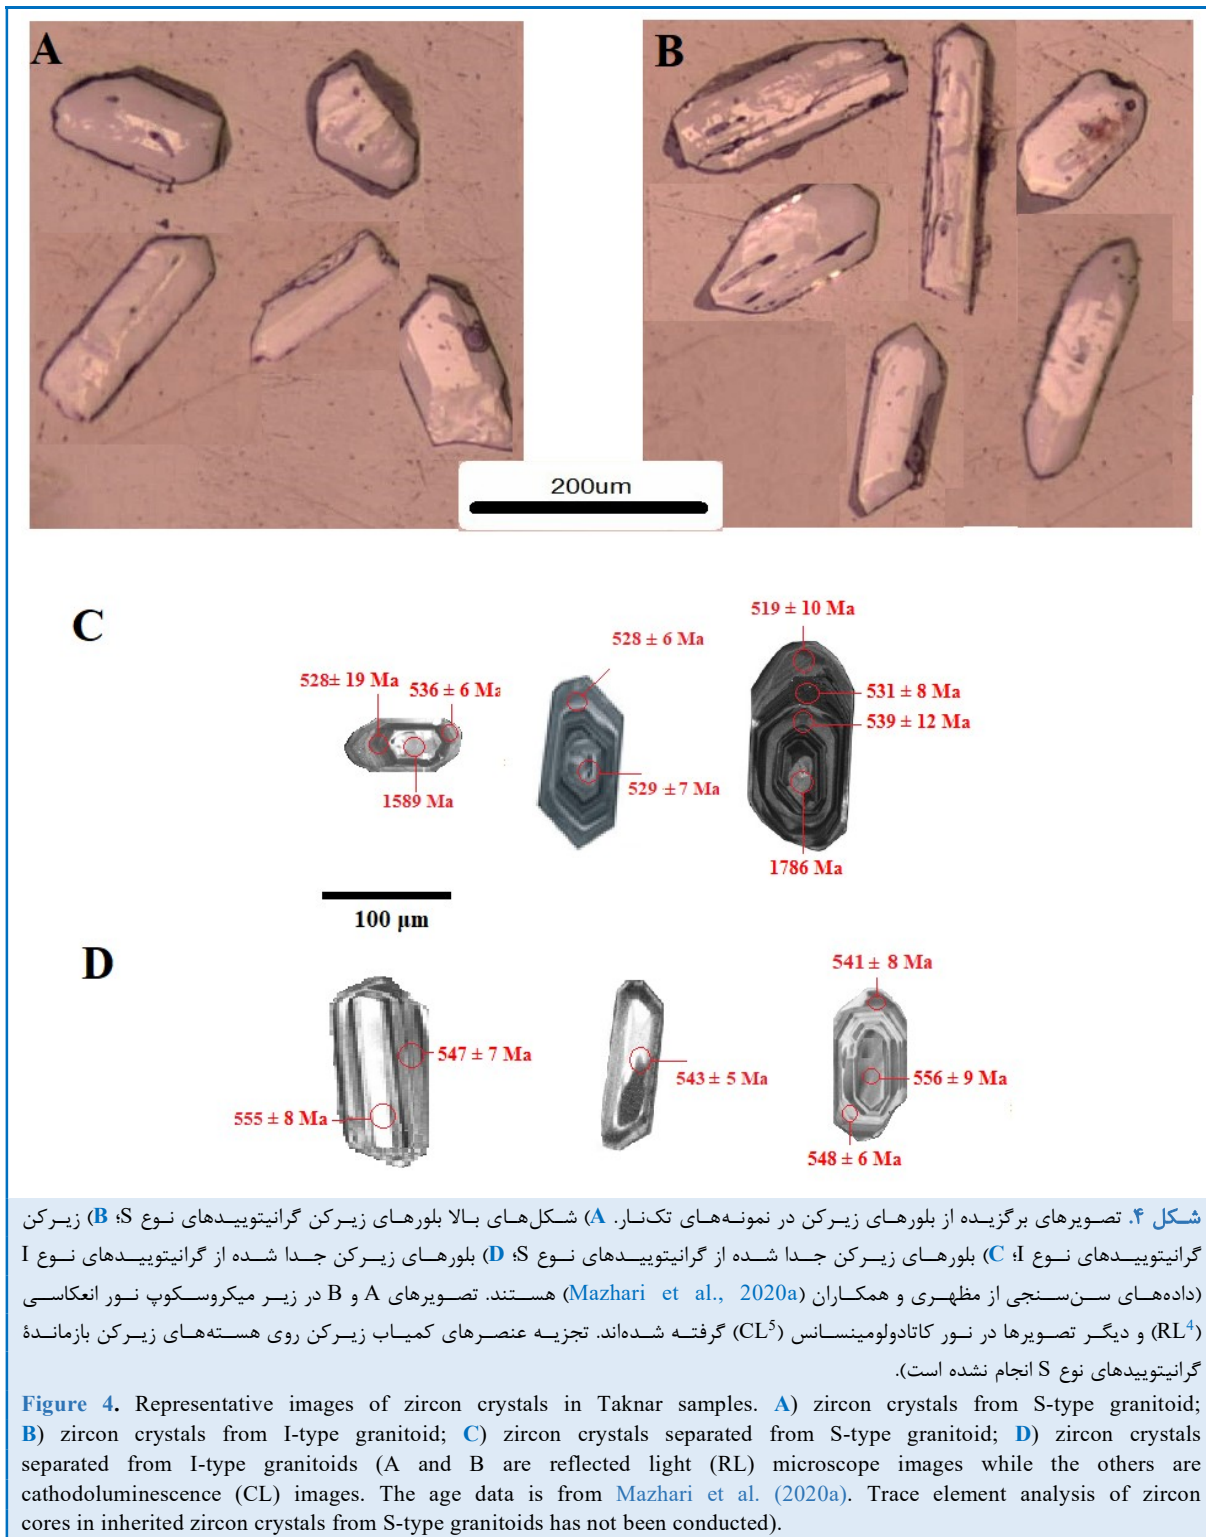 A
B
200um
C
519 ± 10 Ma
528 ± 6 Ma
528± 19 Ma
536 ± 6 Ma
531 ± 8 Ma
539 ± 12 Ma
529 ± 7 Ma
1589 Ma
1786 Ma
100 µm
D
541 ± 8 Ma
547 ± 7 Ma
543 ± 5 Ma
556 ± 9 Ma
555 ± 8 Ma
548 ± 6 Ma
شکل ۴. تصویرهای برگزیده از بلورهای زیرکن در نمونه‌های تک‌نار. A) شکل‌های بالا بلورهای زیرکن گرانیتوییدهای نوع S؛ B) زیرکن
گرانیتوییدهای نوع I؛ C) بلورهای زیرکن جدا شده از گرانیتوییدهای نوع S؛ D) بلورهای زیرکن جدا شده از گرانیتوییدهای نوع I
(داده‌های سن‌سنجی از مظهری و همکاران (Mazhari et al., 2020a) هستند. تصویرهای A و B در زیر میکروسکوپ نور انعکاسی
(RL⁴) و دیگر تصویرها در نور کاتادولومینسانس (CL⁵) گرفته شده‌اند. تجزیه عنصرهای کمیاب زیرکن روی هسته‌های زیرکن بازماندۀ
گرانیتوییدهای نوع S انجام نشده است).
Figure 4. Representative images of zircon crystals in Taknar samples. A) zircon crystals from S-type granitoid;
B) zircon crystals from I-type granitoid; C) zircon crystals separated from S-type granitoid; D) zircon crystals
separated from I-type granitoids (A and B are reflected light (RL) microscope images while the others are
cathodoluminescence (CL) images. The age data is from Mazhari et al. (2020a). Trace element analysis of zircon
cores in inherited zircon crystals from S-type granitoids has not been conducted).